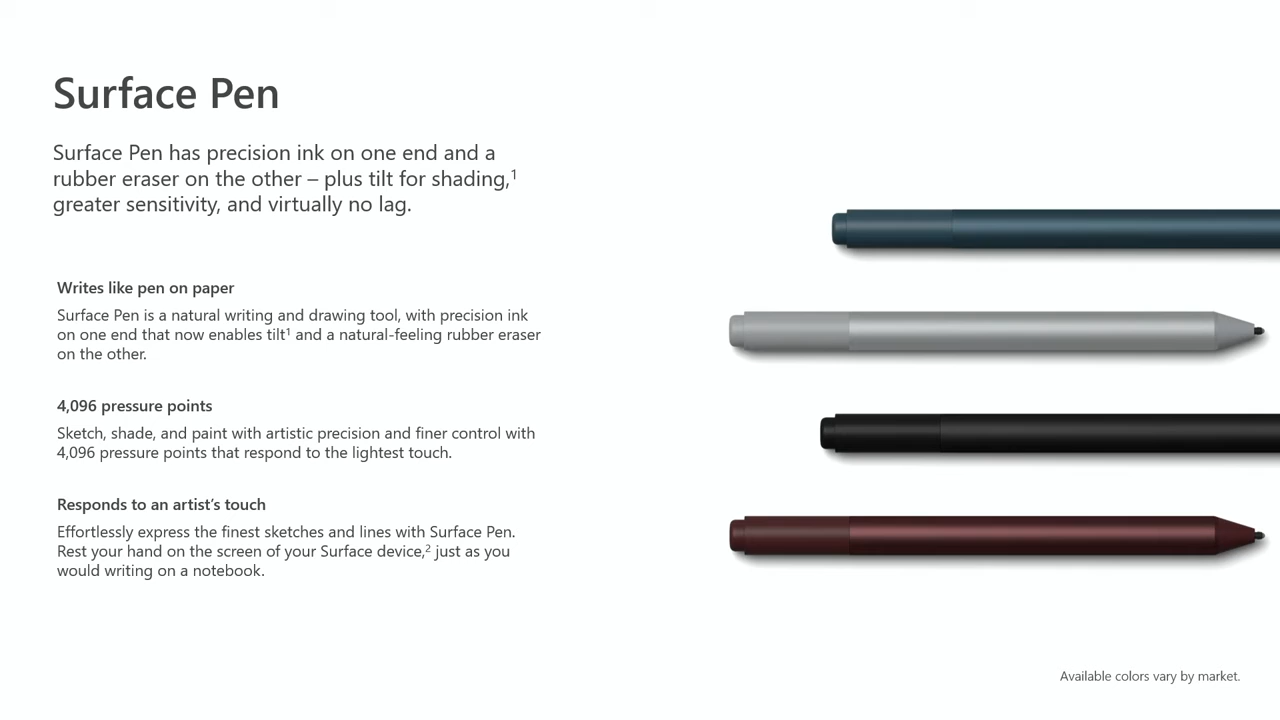 Surface Pen
Surface Pen has precision ink on one end and a
rubber eraser on the other – plus tilt for shading,¹
greater sensitivity, and virtually no lag.
Writes like pen on paper
Surface Pen is a natural writing and drawing tool, with precision ink
on one end that now enables tilt¹ and a natural-feeling rubber eraser
on the other.
4,096 pressure points
Sketch, shade, and paint with artistic precision and finer control with
4,096 pressure points that respond to the lightest touch.
Responds to an artist’s touch
Effortlessly express the finest sketches and lines with Surface Pen.
Rest your hand on the screen of your Surface device,² just as you
would writing on a notebook.
Available colors vary by market.